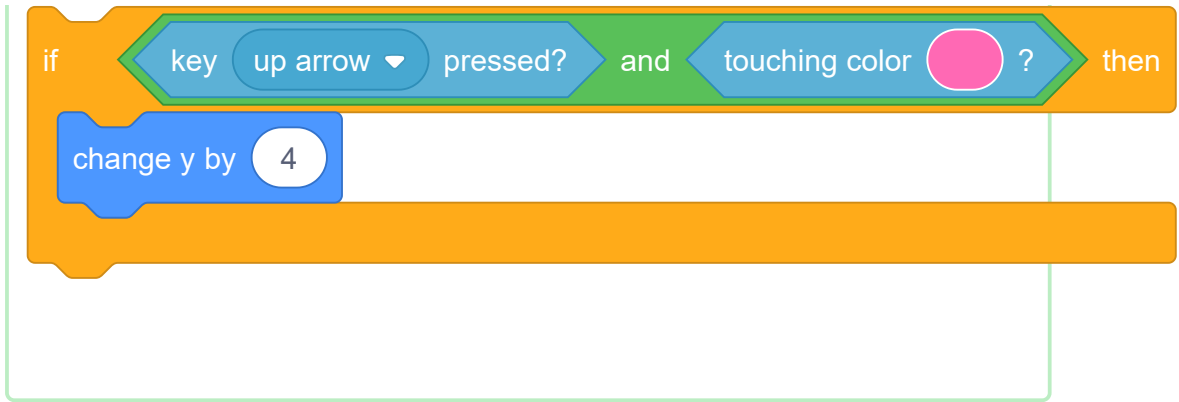 if key up arrow pressed? and touching color ? then
change y by 4